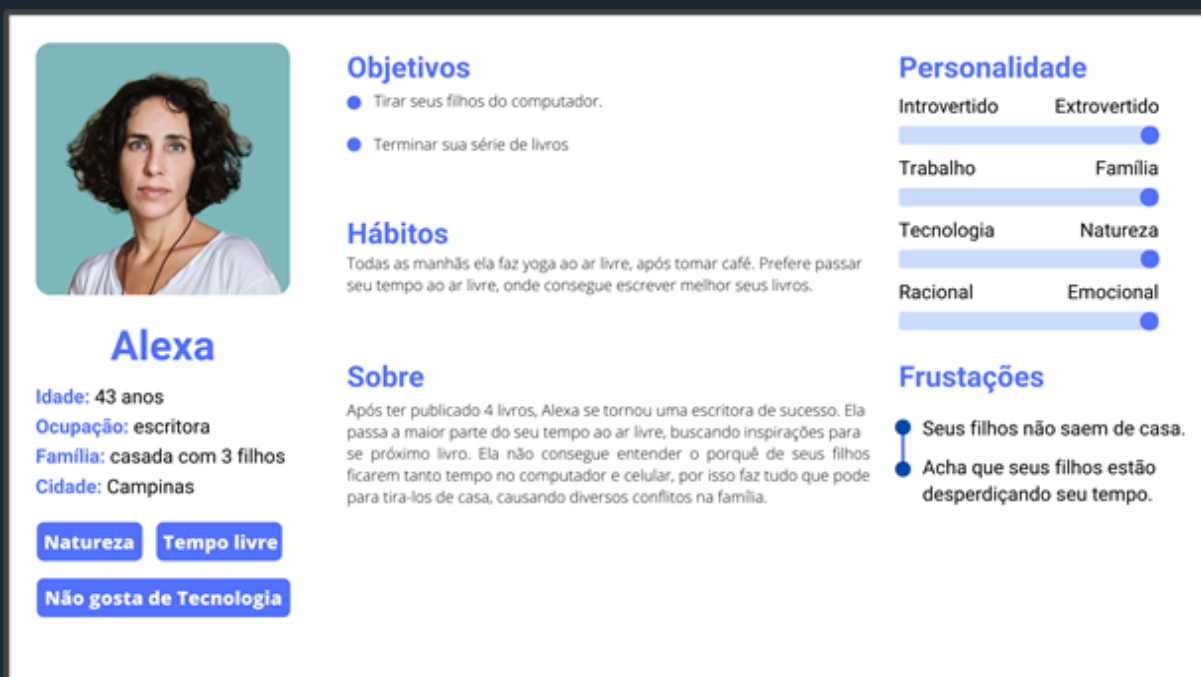 Alexa
Idade: 43 anos
Ocupação: escritora
Família: casada com 3 filhos
Cidade: Campinas
Natureza
Tempo livre
Não gosta de Tecnologia
Objetivos
Tirar seus filhos do computador.
Terminar sua série de livros
Hábitos
Todas as manhãs ela faz yoga ao ar livre, após tomar café. Prefere passar
seu tempo ao ar livre, onde consegue escrever melhor seus livros.
Sobre
Após ter publicado 4 livros, Alexa se tornou uma escritora de sucesso. Ela
passa a maior parte do seu tempo ao ar livre, buscando inspirações para
se próximo livro. Ela não consegue entender o porquê de seus filhos
ficarem tanto tempo no computador e celular, por isso faz tudo que pode
para tira-los de casa, causando diversos conflitos na família.
Personalidade
Introvertido Extrovertido
Trabalho Família
Tecnologia Natureza
Racional Emocional
Frustações
Seus filhos não saem de casa.
Acha que seus filhos estão
desperdiçando seu tempo.